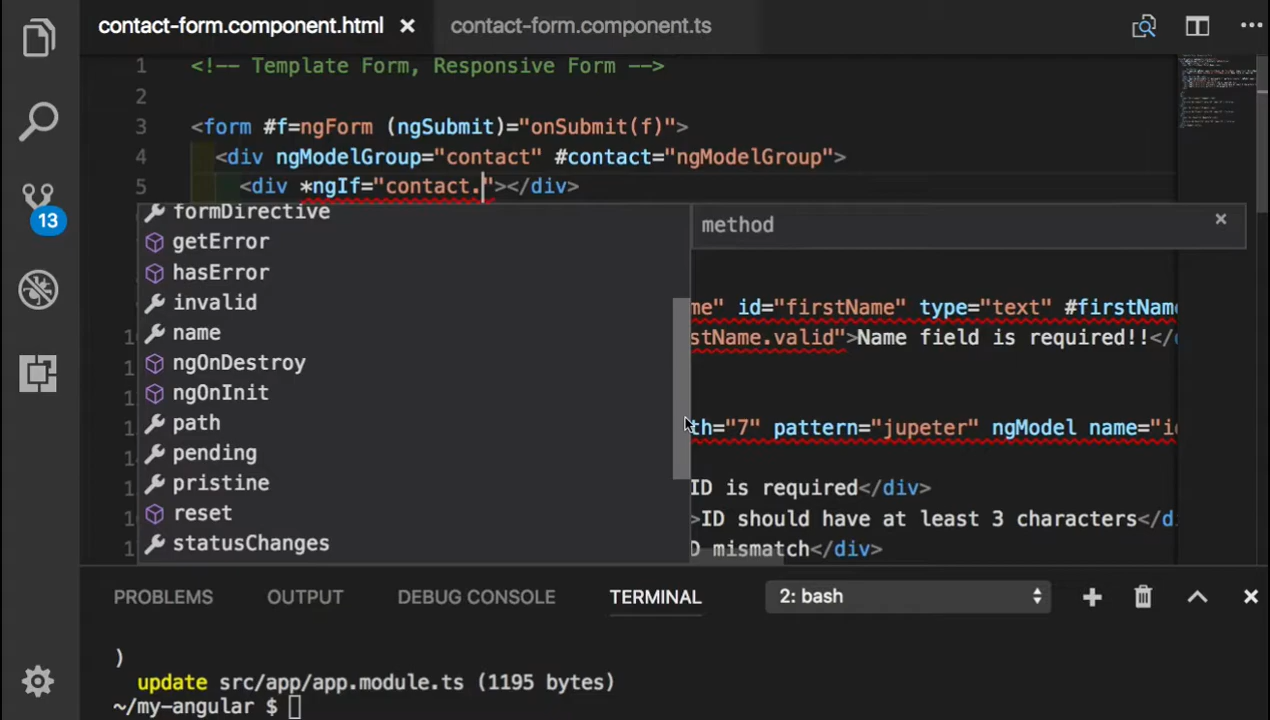 contact-form.component.html
contact-form.component.ts
1 <!-- Template Form, Responsive Form -->
2
3 <form #f=ngForm (ngSubmit)="onSubmit(f)">
4 <div ngModelGroup="contact" #contact="ngModelGroup">
5 <div *ngIf="contact."></div>
formDirective
getError
hasError
invalid
name
ngOnDestroy
ngOnInit
path
pending
pristine
reset
statusChanges
method
me" id="firstName" type="text" #firstName
stName.valid">Name field is required!!</
th="7" pattern="jupeter" ngModel name="i
ID is required</div>
>ID should have at least 3 characters</d
D mismatch</div>
13
PROBLEMS OUTPUT DEBUG CONSOLE TERMINAL 2: bash
)
update src/app/app.module.ts (1195 bytes)
~/my-angular $